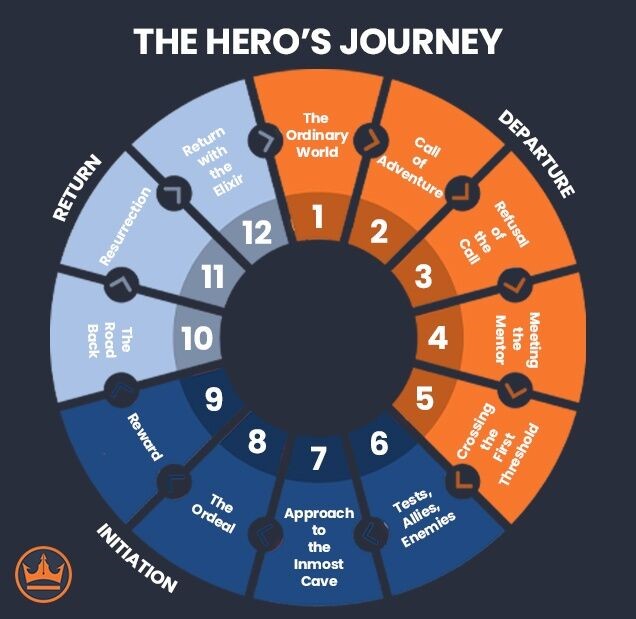 THE HERO'S JOURNEY
DEPARTURE
The
Ordinary
World
1
Call
of
Adventure
2
Refusal
of
the
Call
3
Meeting
the
Mentor
4
Crossing
the
First
Threshold
5
INITIATION
Tests,
Allies,
Enemies
6
Approach
to
the
Inmost
Cave
7
The
Ordeal
8
Reward
9
RETURN
The
Road
Back
10
Resurrection
11
Return
with
the
Elixir
12